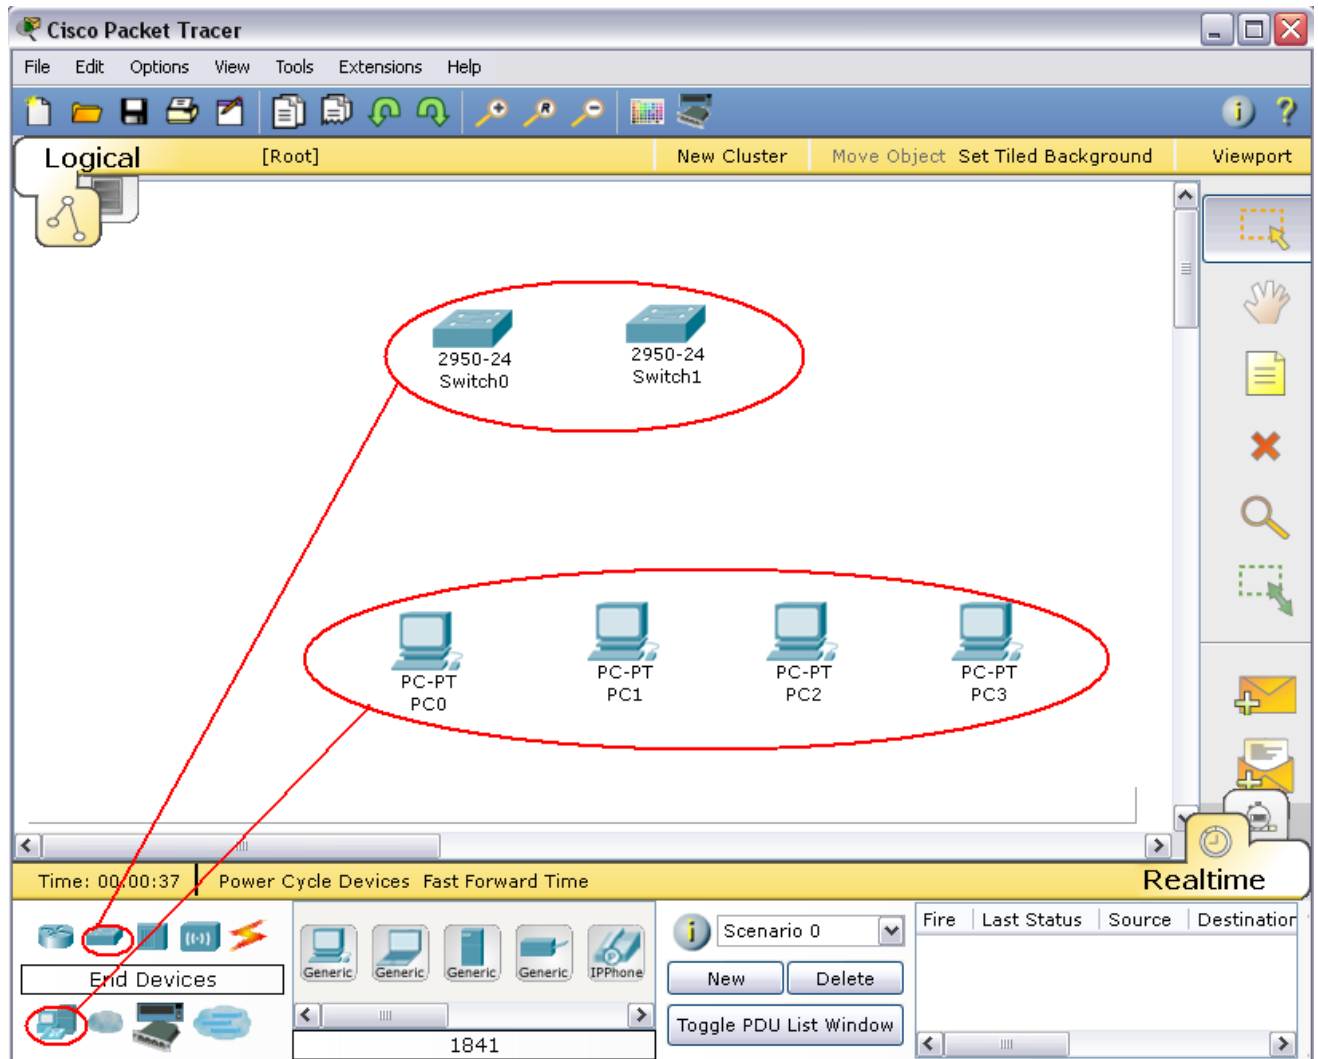 Cisco Packet Tracer
File Edit Options View Tools Extensions Help
Logical [Root] New Cluster Move Object Set Tiled Background Viewport
2950-24
Switch0
2950-24
Switch1
PC-PT
PC0
PC-PT
PC1
PC-PT
PC2
PC-PT
PC3
Time: 00:00:37 Power Cycle Devices Fast Forward Time Realtime
End Devices
Generic Generic Generic Generic IPPhone
1841
Scenario 0
New Delete
Toggle PDU List Window
Fire Last Status Source Destination